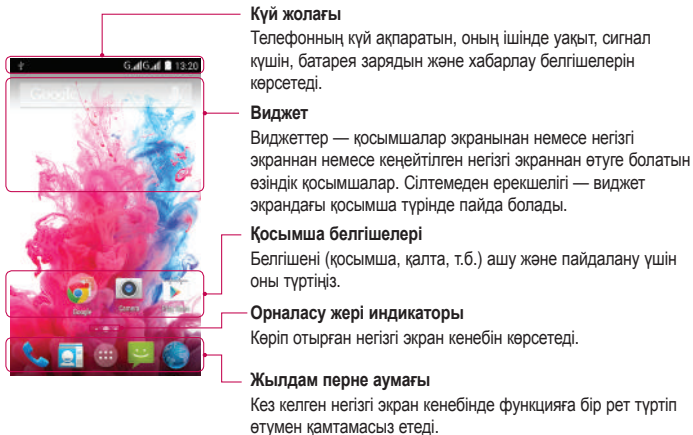 Күй жолағы
Телефонның күй ақпаратын, оның ішінде уақыт, сигнал
күшін, батарея зарядын және хабарлау белгішелерін
көрсетеді.
G G 13:20
Google
Виджет
Виджеттер — қосымшалар экранынан немесе негізгі
экраннан немесе кеңейтілген негізгі экраннан өтуге болатын
өзіндік қосымшалар. Сілтемеден ерекшелігі — виджет
экрандағы қосымша түрінде пайда болады.
Қосымша белгішелері
Белгішені (қосымша, қалта, т.б.) ашу және пайдалану үшін
оны түртіңіз.
Google Camera
Орналасу жері индикаторы
Көріп отырған негізгі экран кенебін көрсетеді.
Жылдам перне аумағы
Кез келген негізгі экран кенебінде функцияға бір рет түртіп
өтумен қамтамасыз етеді.